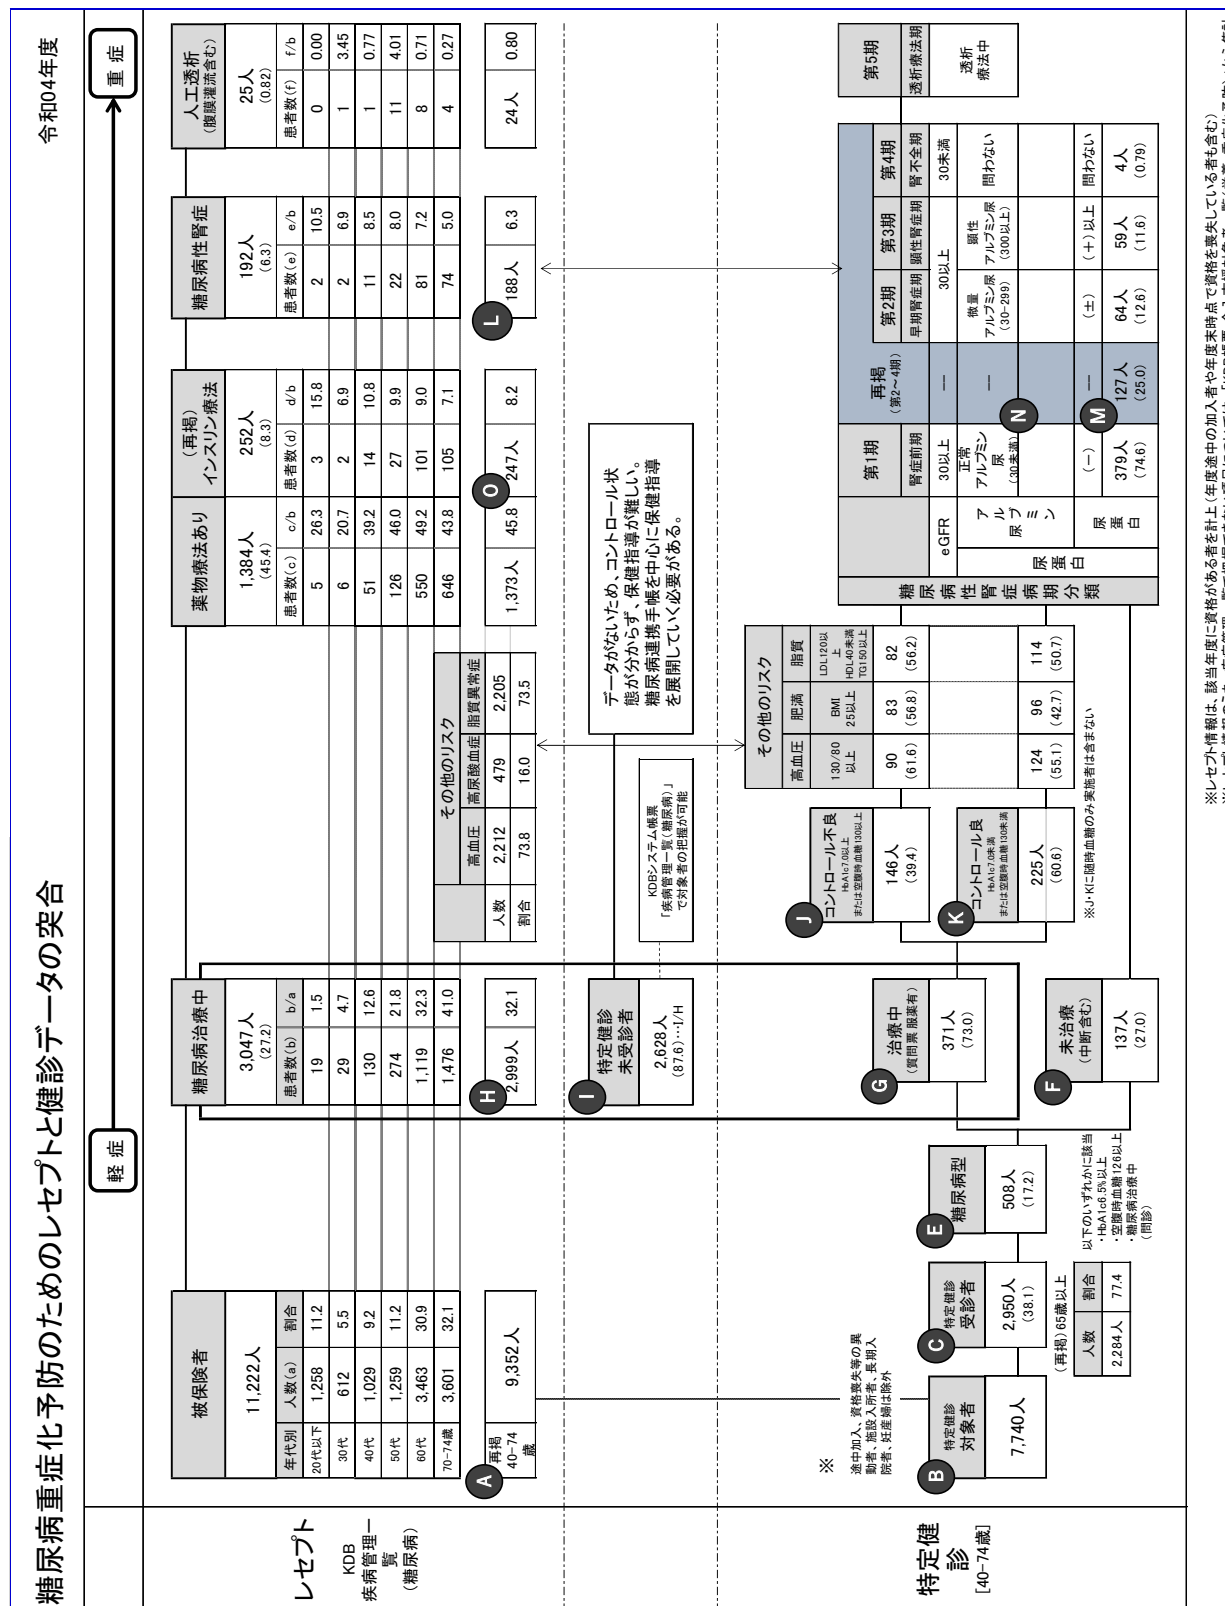 糖尿病重症化予防のためのレセプトと健診データの突合
令和04年度
軽症
重症
レセプト
KDB
疾病管理一
覧
(糖尿病)
被保険者
11,222人
年代別 人数(a) 割合
20代以下 1,258 11.2
30代 612 5.5
40代 1,029 9.2
50代 1,259 11.2
60代 3,463 30.9
70-74歳 3,601 32.1
A
再掲
40-74
歳
9,352人
糖尿病治療中
3,047人
(27.2)
患者数(b) b/a
19 1.5
29 4.7
130 12.6
274 21.8
1,119 32.3
1,476 41.0
H
2,999人 32.1
その他のリスク
高血圧 高尿酸血症 脂質異常症
人数 2,212 479 2,205
割合 73.8 16.0 73.5
薬物療法あり
1,384人
(45.4)
患者数(c) c/b
5 26.3
6 20.7
51 39.2
126 46.0
550 49.2
646 43.8
1,373人 45.8
(再掲)
インスリン療法
252人
(8.3)
患者数(d) d/b
3 15.8
2 6.9
14 10.8
27 9.9
101 9.0
105 7.1
O
247人 8.2
糖尿病性腎症
192人
(6.3)
患者数(e) e/b
2 10.5
2 6.9
11 8.5
22 8.0
81 7.2
74 5.0
L
188人 6.3
人工透析
(腹膜灌流含む)
25人
(0.82)
患者数(f) f/b
0 0.00
1 3.45
1 0.77
11 4.01
8 0.71
4 0.27
24人 0.80
I
特定健診
未受診者
2,628人
(87.6)…I/H
KDBシステム帳票
「疾病管理一覧(糖尿病)」
で対象者の把握が可能
データがないため、コントロール状
態が分からず、保健指導が難しい。
糖尿病連携手帳を中心に保健指導
を展開していく必要がある。
特定健
診
[40-74歳]
※
途中加入、資格喪失等の異
動者、施設入所者、長期入
院者、妊産婦は除外
B
特定健診
対象者
7,740人
C
特定健診
受診者
2,950人
(38.1)
(再掲)65歳以上
人数 割合
2,284人 77.4
E
糖尿病型
508人
(17.2)
以下のいずれかに該当
・HbA1c6.5%以上
・空腹時血糖126以上
・糖尿病治療中
(問診)
G
治療中
(質問票 服薬有)
371人
(73.0)
F
未治療
(中断含む)
137人
(27.0)
J
コントロール不良
HbA1c7.0以上
または空腹時血糖130以上
146人
(39.4)
K
コントロール良
HbA1c7.0未満
または空腹時血糖130未満
225人
(60.6)
※J・Kに随時血糖のみ実施者は含まない
その他のリスク
高血圧 肥満 脂質
130/80
以上
BMI
25以上
LDL120以
上
HDL40未満
TG150以上
90 83 82
(61.6) (56.8) (56.2)
124 96 114
(55.1) (42.7) (50.7)
糖尿病性腎症病期分類
eGFR
尿蛋白
尿アルブミン
尿蛋白
第1期
腎症前期
30以上
正常
アルブミン
尿
(30未満)
(-)
379人
(74.6)
再掲
(第2~4期)
—
—
N
—
M
127人
(25.0)
第2期 第3期 第4期
早期腎症期 顕性腎症期 腎不全期
30以上 30未満
微量
アルブミン尿
(30-299)
顕性
アルブミン尿
(300以上)
問わない
(±) (+)以上 問わない
64人 59人 4人
(12.6) (11.6) (0.79)
第5期
透析療法期
透析
療法中
※レセプト情報は、該当年度に資格がある者を計上(年度途中の加入者や年度末時点で資格を喪失している者も含む)